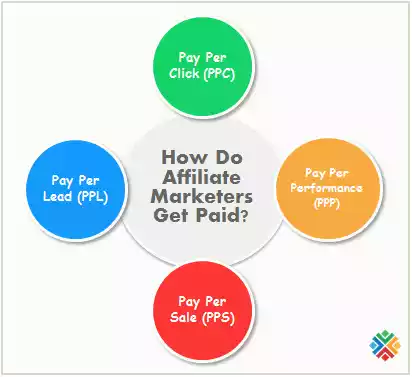 Pay Per
Click (PPC)
Pay Per
Lead (PPL)
How Do
Affiliate
Marketers
Get Paid?
Pay Per
Performance
(PPP)
Pay Per
Sale (PPS)